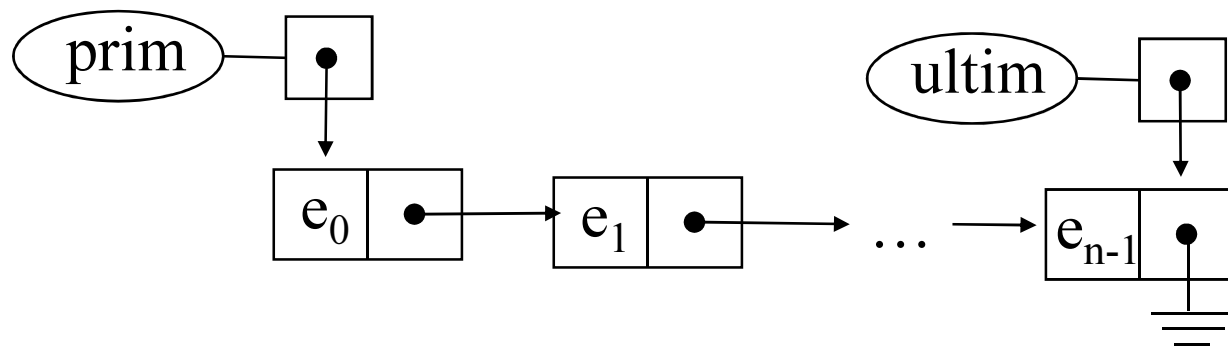 prim
ultim
e₀ e₁ … eₙ₋₁